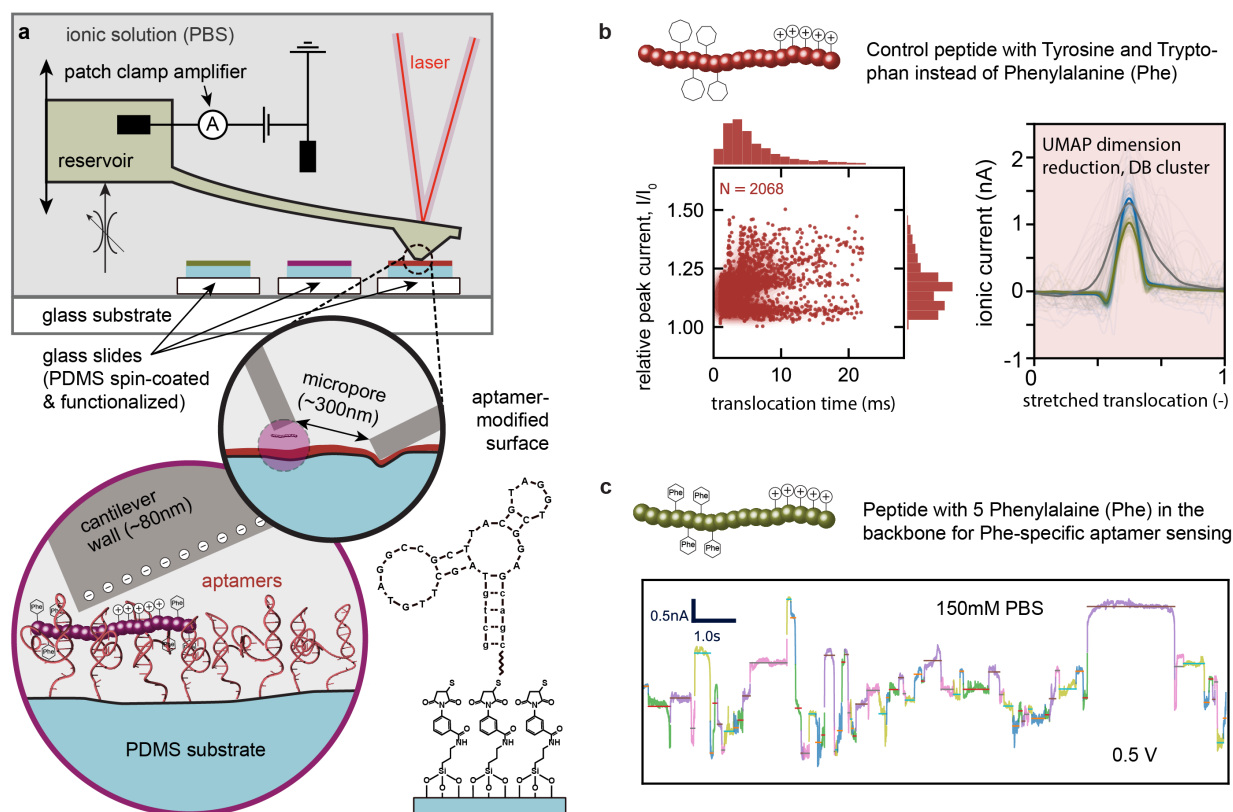 a
ionic solution (PBS)
patch clamp amplifier
laser
A
reservoir
glass substrate
glass slides
(PDMS spin-coated
& functionalized)
micropore
(~300nm)
aptamer-
modified
surface
cantilever
wall (~80nm)
aptamers
Phe
Phe
Phe
PDMS substrate
b
Control peptide with Tyrosine and Trypto-
phan instead of Phenylalanine (Phe)
N = 2068
relative peak current, I/I0
1.50
1.25
1.00
0
10
20
translocation time (ms)
UMAP dimension
reduction, DB cluster
ionic current (nA)
2
1
0
-1
0
1
stretched translocation (-)
c
Phe
Phe
Phe
Phe
Peptide with 5 Phenylalaine (Phe) in the
backbone for Phe-specific aptamer sensing
0.5nA
1.0s
150mM PBS
0.5 V